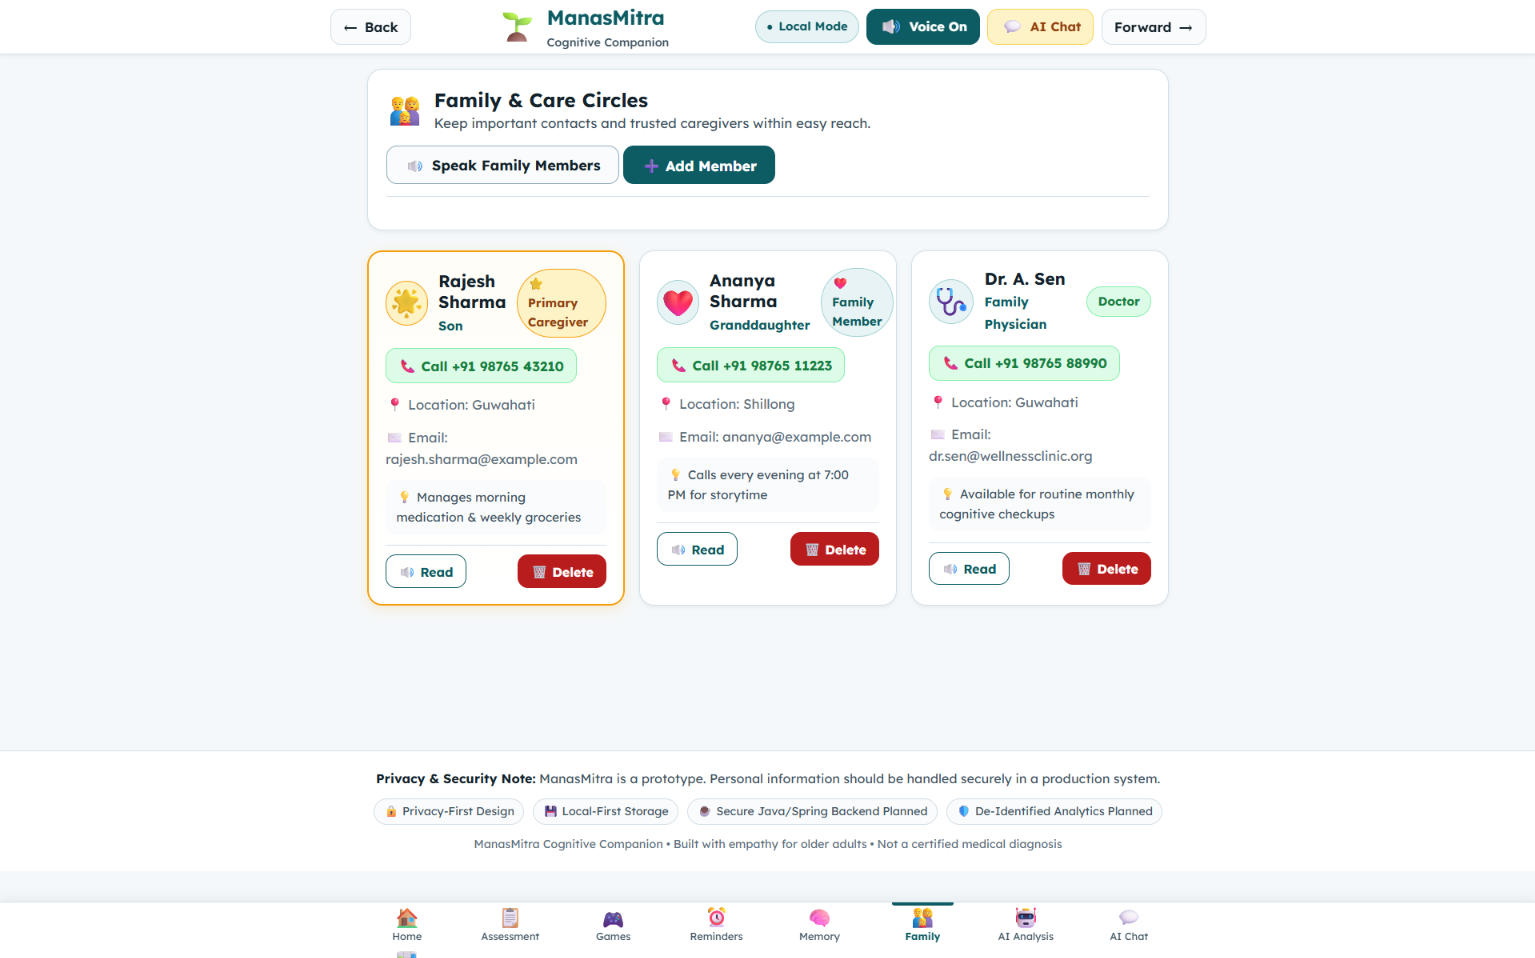 ← Back
ManasMitra
Cognitive Companion
• Local Mode
Voice On
AI Chat
Forward →
Family & Care Circles
Keep important contacts and trusted caregivers within easy reach.
Speak Family Members
Add Member
Rajesh
Sharma
Son
Primary
Caregiver
Call +91 98765 43210
Location: Guwahati
Email:
rajesh.sharma@example.com
Manages morning
medication & weekly groceries
Read
Delete
Ananya
Sharma
Granddaughter
Family
Member
Call +91 98765 11223
Location: Shillong
Email: ananya@example.com
Calls every evening at 7:00
PM for storytime
Read
Delete
Dr. A. Sen
Family
Physician
Doctor
Call +91 98765 88990
Location: Guwahati
Email:
dr.sen@wellnessclinic.org
Available for routine monthly
cognitive checkups
Read
Delete
Privacy & Security Note: ManasMitra is a prototype. Personal information should be handled securely in a production system.
Privacy-First Design
Local-First Storage
Secure Java/Spring Backend Planned
De-Identified Analytics Planned
ManasMitra Cognitive Companion • Built with empathy for older adults • Not a certified medical diagnosis
Home
Assessment
Games
Reminders
Memory
Family
AI Analysis
AI Chat